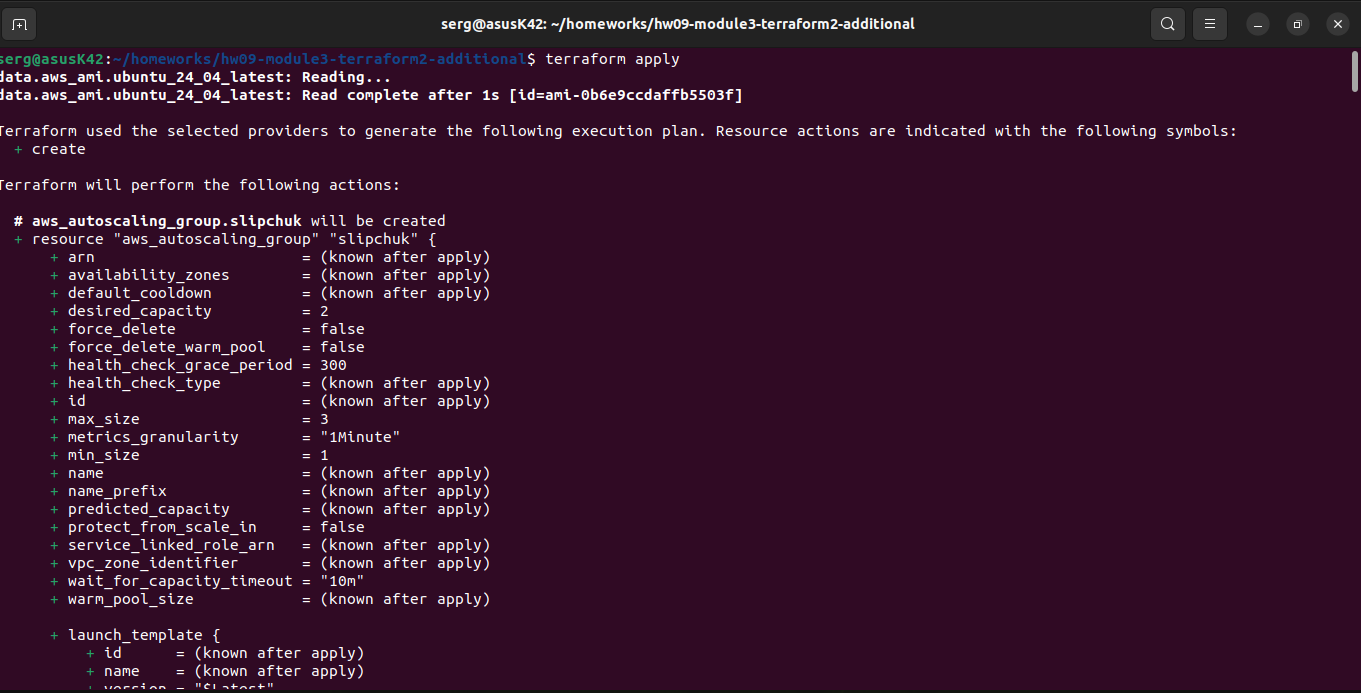 serg@asusK42: ~/homeworks/hw09-module3-terraform2-additional
serg@asusK42:~/homeworks/hw09-module3-terraform2-additional$ terraform apply
data.aws_ami.ubuntu_24_04_latest: Reading...
data.aws_ami.ubuntu_24_04_latest: Read complete after 1s [id=ami-0b6e9ccdaffb5503f]
Terraform used the selected providers to generate the following execution plan. Resource actions are indicated with the following symbols:
  + create
Terraform will perform the following actions:
  # aws_autoscaling_group.slipchuk will be created
  + resource "aws_autoscaling_group" "slipchuk" {
      + arn                       = (known after apply)
      + availability_zones        = (known after apply)
      + default_cooldown          = (known after apply)
      + desired_capacity          = 2
      + force_delete              = false
      + force_delete_warm_pool    = false
      + health_check_grace_period = 300
      + health_check_type         = (known after apply)
      + id                        = (known after apply)
      + max_size                  = 3
      + metrics_granularity       = "1Minute"
      + min_size                  = 1
      + name                      = (known after apply)
      + name_prefix               = (known after apply)
      + predicted_capacity        = (known after apply)
      + protect_from_scale_in     = false
      + service_linked_role_arn   = (known after apply)
      + vpc_zone_identifier       = (known after apply)
      + wait_for_capacity_timeout = "10m"
      + warm_pool_size            = (known after apply)
      + launch_template {
          + id      = (known after apply)
          + name    = (known after apply)
          + version = "$Latest"